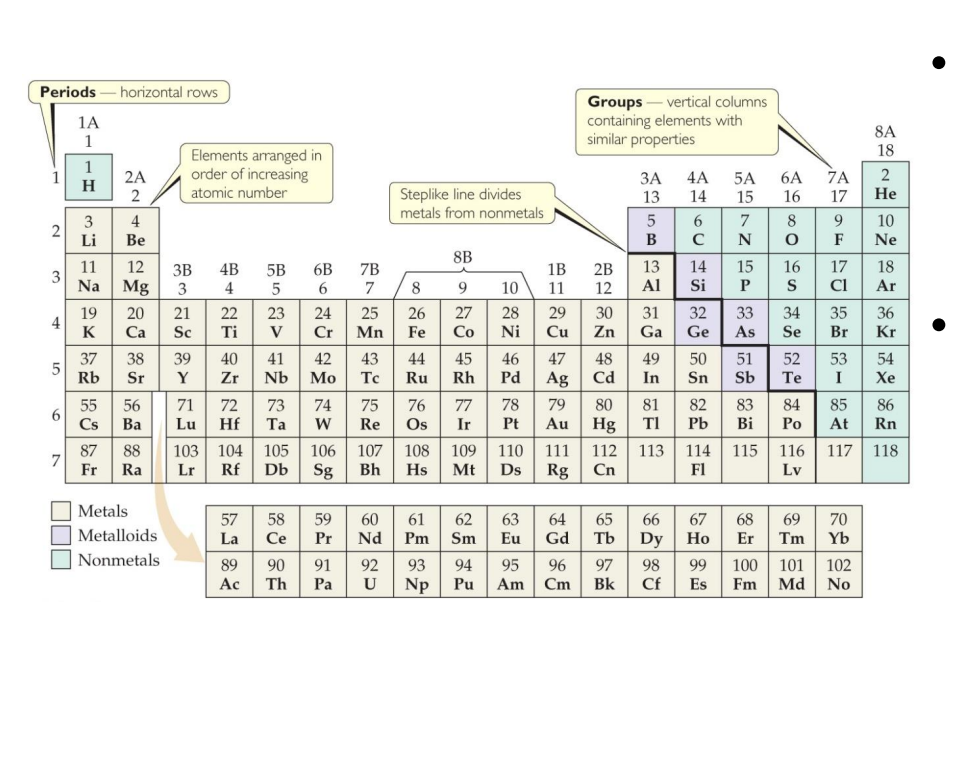 Periods — horizontal rows
Groups — vertical columns
containing elements with
similar properties
Elements arranged in
order of increasing
atomic number
Steplike line divides
metals from nonmetals
1A
1
8A
18
2A
2
3A 4A 5A 6A 7A
13 14 15 16 17
1 1 2
H He
2 3 4 5 6 7 8 9 10
Li Be B C N O F Ne
8B
3B 4B 5B 6B 7B 1B 2B
3 4 5 6 7 8 9 10 11 12
3 11 12 13 14 15 16 17 18
Na Mg Al Si P S Cl Ar
4 19 20 21 22 23 24 25 26 27 28 29 30 31 32 33 34 35 36
K Ca Sc Ti V Cr Mn Fe Co Ni Cu Zn Ga Ge As Se Br Kr
5 37 38 39 40 41 42 43 44 45 46 47 48 49 50 51 52 53 54
Rb Sr Y Zr Nb Mo Tc Ru Rh Pd Ag Cd In Sn Sb Te I Xe
6 55 56 71 72 73 74 75 76 77 78 79 80 81 82 83 84 85 86
Cs Ba Lu Hf Ta W Re Os Ir Pt Au Hg Tl Pb Bi Po At Rn
7 87 88 103 104 105 106 107 108 109 110 111 112 113 114 115 116 117 118
Fr Ra Lr Rf Db Sg Bh Hs Mt Ds Rg Cn Fl Lv
Metals
Metalloids
Nonmetals
57 58 59 60 61 62 63 64 65 66 67 68 69 70
La Ce Pr Nd Pm Sm Eu Gd Tb Dy Ho Er Tm Yb
89 90 91 92 93 94 95 96 97 98 99 100 101 102
Ac Th Pa U Np Pu Am Cm Bk Cf Es Fm Md No